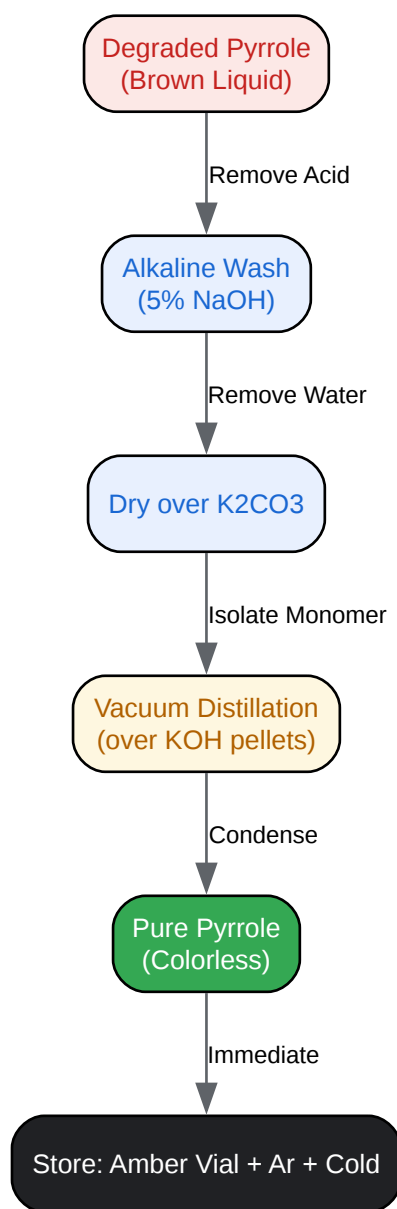 Degraded Pyrrole
(Brown Liquid)
Remove Acid
Alkaline Wash
(5% NaOH)
Remove Water
Dry over K2CO3
Isolate Monomer
Vacuum Distillation
(over KOH pellets)
Condense
Pure Pyrrole
(Colorless)
Immediate
Store: Amber Vial + Ar + Cold